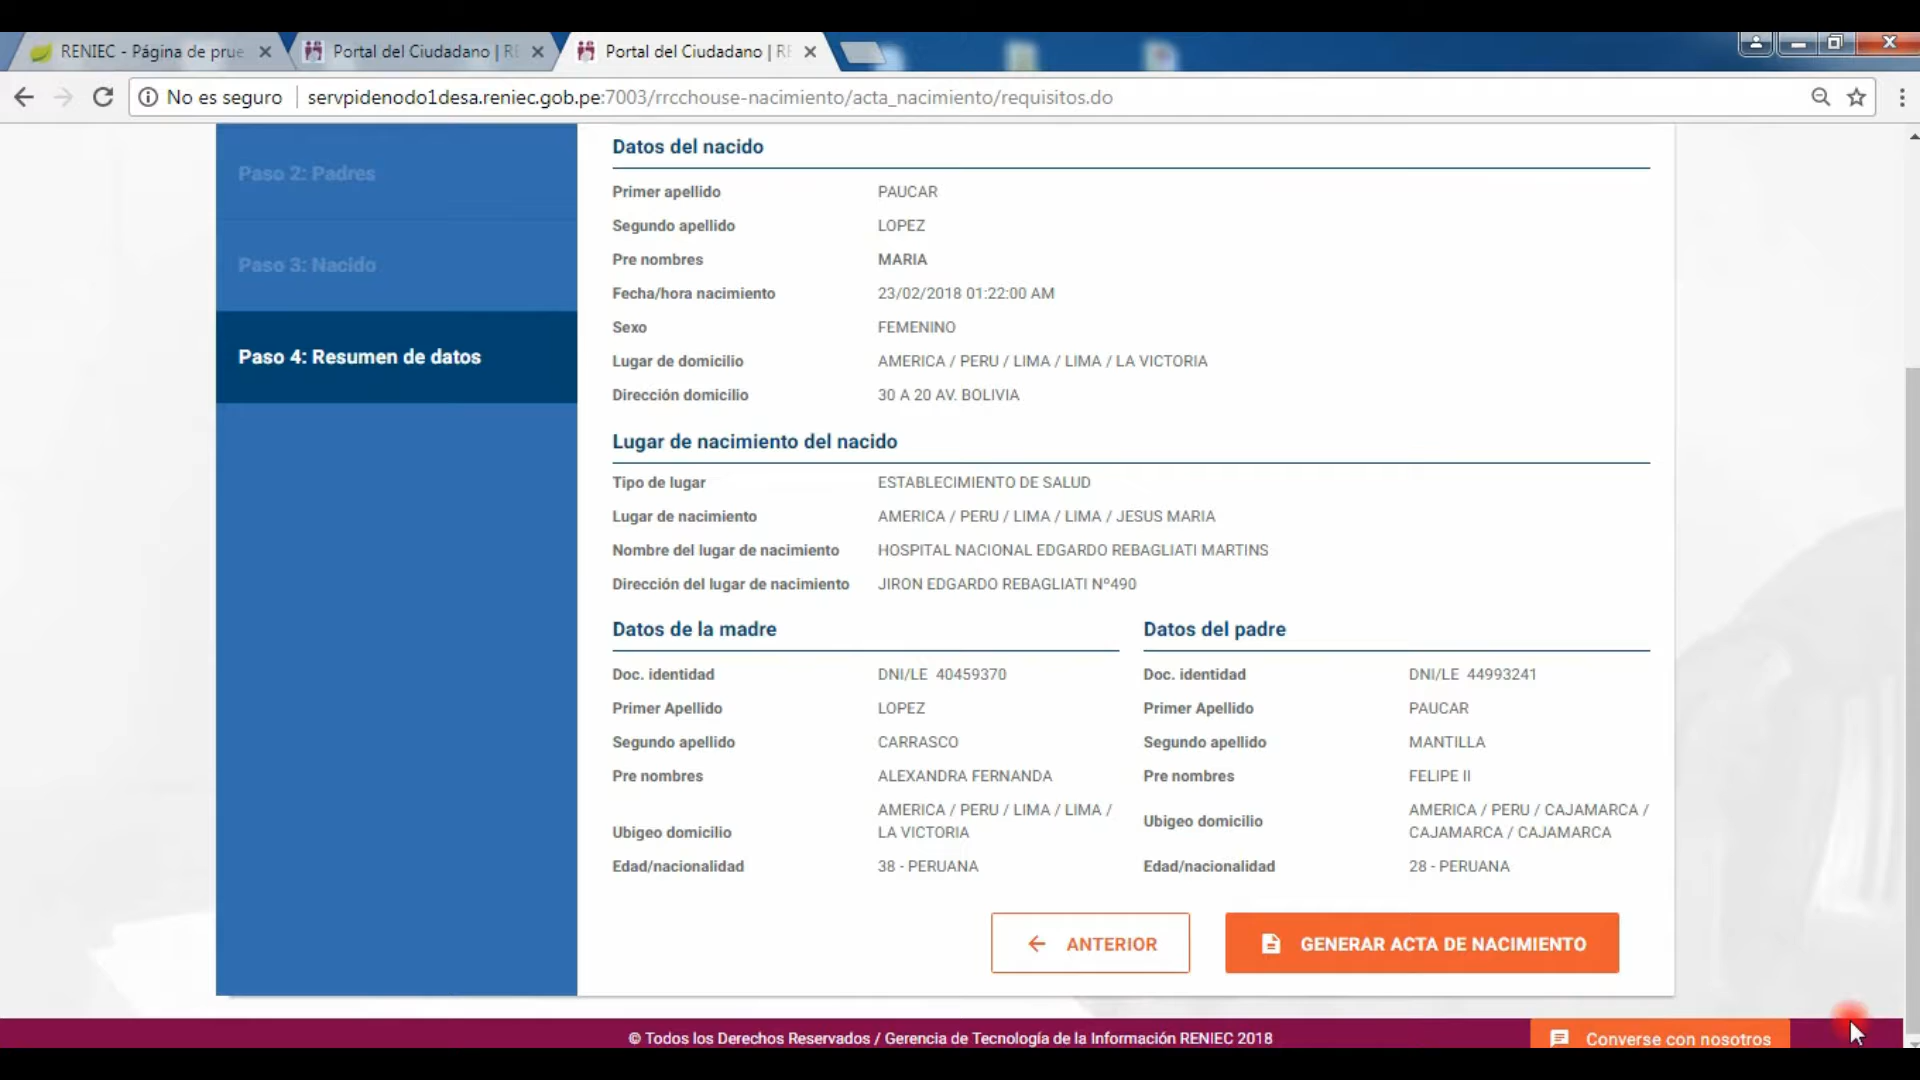 RENIEC - Página de prue
Portal del Ciudadano | RE
Portal del Ciudadano | RE
No es seguro
servpidenodo1desa.reniec.gob.pe:7003/rrcchouse-nacimiento/acta_nacimiento/requisitos.do
Paso 2: Padres
Paso 3: Nacido
Paso 4: Resumen de datos
Datos del nacido
Primer apellido PAUCAR
Segundo apellido LOPEZ
Pre nombres MARIA
Fecha/hora nacimiento 23/02/2018 01:22:00 AM
Sexo FEMENINO
Lugar de domicilio AMERICA / PERU / LIMA / LIMA / LA VICTORIA
Dirección domicilio 30 A 20 AV. BOLIVIA
Lugar de nacimiento del nacido
Tipo de lugar ESTABLECIMIENTO DE SALUD
Lugar de nacimiento AMERICA / PERU / LIMA / LIMA / JESUS MARIA
Nombre del lugar de nacimiento HOSPITAL NACIONAL EDGARDO REBAGLIATI MARTINS
Dirección del lugar de nacimiento JIRON EDGARDO REBAGLIATI Nº490
Datos de la madre
Doc. identidad DNI/LE 40459370
Primer Apellido LOPEZ
Segundo apellido CARRASCO
Pre nombres ALEXANDRA FERNANDA
Ubigeo domicilio AMERICA / PERU / LIMA / LIMA /
LA VICTORIA
Edad/nacionalidad 38 - PERUANA
Datos del padre
Doc. identidad DNI/LE 44993241
Primer Apellido PAUCAR
Segundo apellido MANTILLA
Pre nombres FELIPE II
Ubigeo domicilio AMERICA / PERU / CAJAMARCA /
CAJAMARCA / CAJAMARCA
Edad/nacionalidad 28 - PERUANA
ANTERIOR
GENERAR ACTA DE NACIMIENTO
© Todos los Derechos Reservados / Gerencia de Tecnología de la Información RENIEC 2018
Converse con nosotros